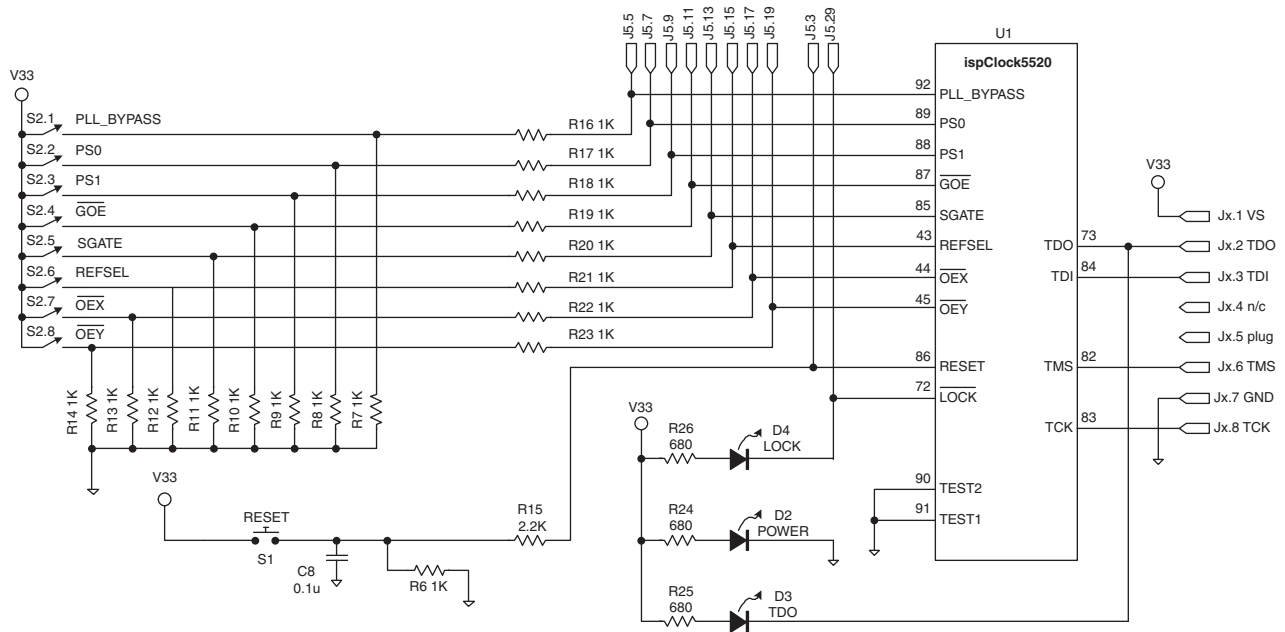 J5.5
J5.7
J5.9
J5.11
J5.13
J5.15
J5.17
J5.19
J5.3
J5.29
U1
ispClock5520
V33
S2.1 PLL_BYPASS
S2.2 PS0
S2.3 PS1
S2.4 GOE
S2.5 SGATE
S2.6 REFSEL
S2.7 OEX
S2.8 OEY
R16 1K
R17 1K
R18 1K
R19 1K
R20 1K
R21 1K
R22 1K
R23 1K
92 PLL_BYPASS
89 PS0
88 PS1
87 GOE
85 SGATE
43 REFSEL
44 OEX
45 OEY
86 RESET
72 LOCK
90 TEST2
91 TEST1
TDO 73
TDI 84
TMS 82
TCK 83
V33
Jx.1 VS
Jx.2 TDO
Jx.3 TDI
Jx.4 n/c
Jx.5 plug
Jx.6 TMS
Jx.7 GND
Jx.8 TCK
R14 1K
R13 1K
R12 1K
R11 1K
R10 1K
R9 1K
R8 1K
R7 1K
V33
RESET
S1
C8
0.1u
R6 1K
R15
2.2K
V33
R26
680
D4
LOCK
R24
680
D2
POWER
R25
680
D3
TDO